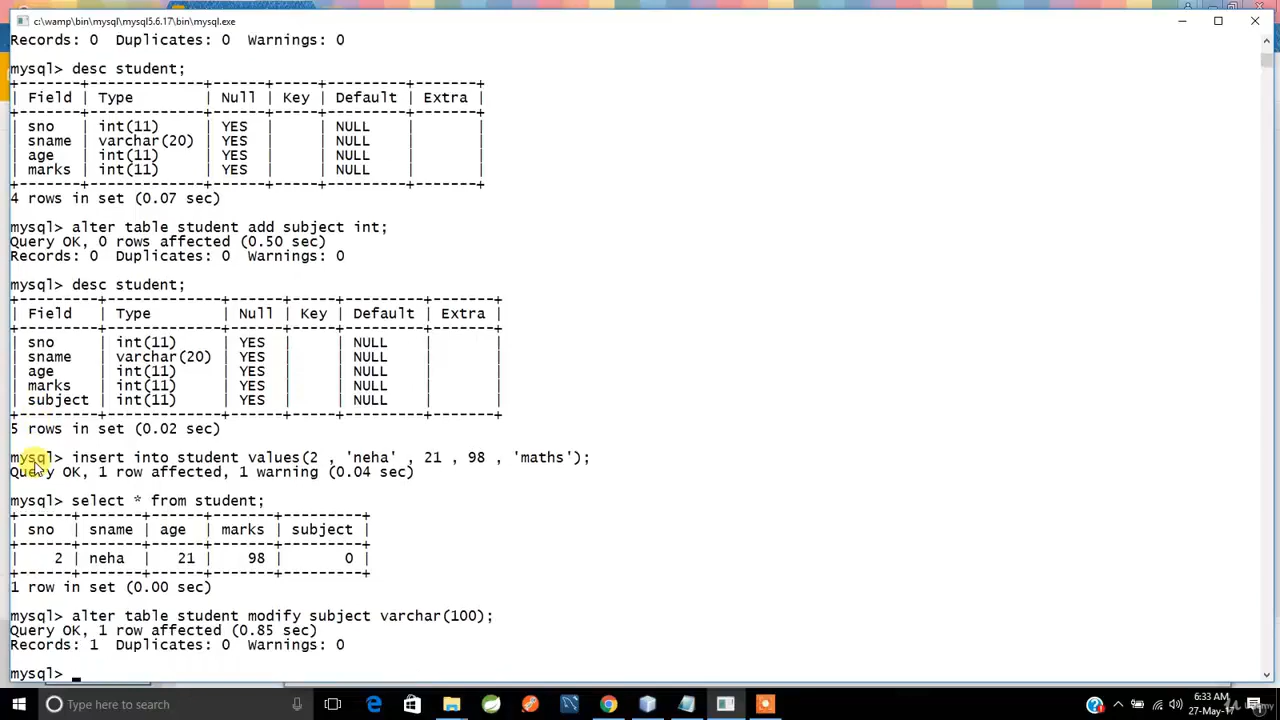 c:\wamp\bin\mysql\mysql5.6.17\bin\mysql.exe
Records: 0  Duplicates: 0  Warnings: 0
mysql> desc student;
+-------+-------------+------+-----+---------+-------+
| Field | Type        | Null | Key | Default | Extra |
+-------+-------------+------+-----+---------+-------+
| sno   | int(11)     | YES  |     | NULL    |       |
| sname | varchar(20) | YES  |     | NULL    |       |
| age   | int(11)     | YES  |     | NULL    |       |
| marks | int(11)     | YES  |     | NULL    |       |
+-------+-------------+------+-----+---------+-------+
4 rows in set (0.07 sec)
mysql> alter table student add subject int;
Query OK, 0 rows affected (0.50 sec)
Records: 0  Duplicates: 0  Warnings: 0
mysql> desc student;
+---------+-------------+------+-----+---------+-------+
| Field   | Type        | Null | Key | Default | Extra |
+---------+-------------+------+-----+---------+-------+
| sno     | int(11)     | YES  |     | NULL    |       |
| sname   | varchar(20) | YES  |     | NULL    |       |
| age     | int(11)     | YES  |     | NULL    |       |
| marks   | int(11)     | YES  |     | NULL    |       |
| subject | int(11)     | YES  |     | NULL    |       |
+---------+-------------+------+-----+---------+-------+
5 rows in set (0.02 sec)
mysql> insert into student values(2 , 'neha' , 21 , 98 , 'maths');
Query OK, 1 row affected, 1 warning (0.04 sec)
mysql> select * from student;
+------+-------+------+-------+---------+
| sno  | sname | age  | marks | subject |
+------+-------+------+-------+---------+
|    2 | neha  |   21 |    98 |       0 |
+------+-------+------+-------+---------+
1 row in set (0.00 sec)
mysql> alter table student modify subject varchar(100);
Query OK, 1 row affected (0.85 sec)
Records: 1  Duplicates: 0  Warnings: 0
mysql> _
Type here to search
6:33 AM
27-May-17